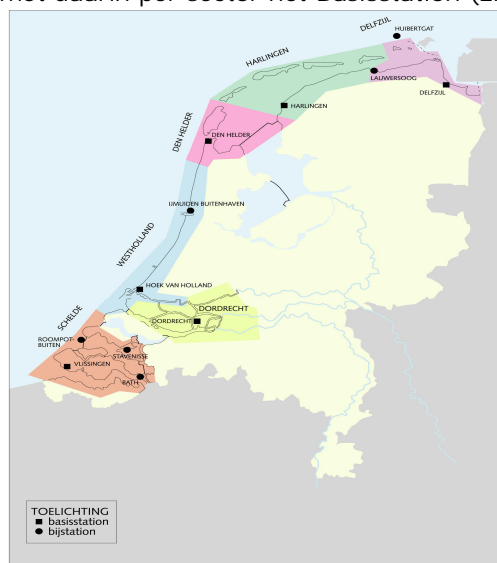 met daarin per sector het Basisstation
DELFZIJL
HUIBERTGAT
HARLINGEN
LAUWERSOOG
DELFZIJL
HARLINGEN
DEN HELDER
DEN HELDER
IJMUIDEN BUITENHAVEN
WESTHOLLAND
HOEK VAN HOLLAND
SCHELDE
DORDRECHT
DORDRECHT
ROOMPOT-
BUITEN
STAVENISSE
VLISSINGEN
BATH
TOELICHTING
basisstation
bijstation